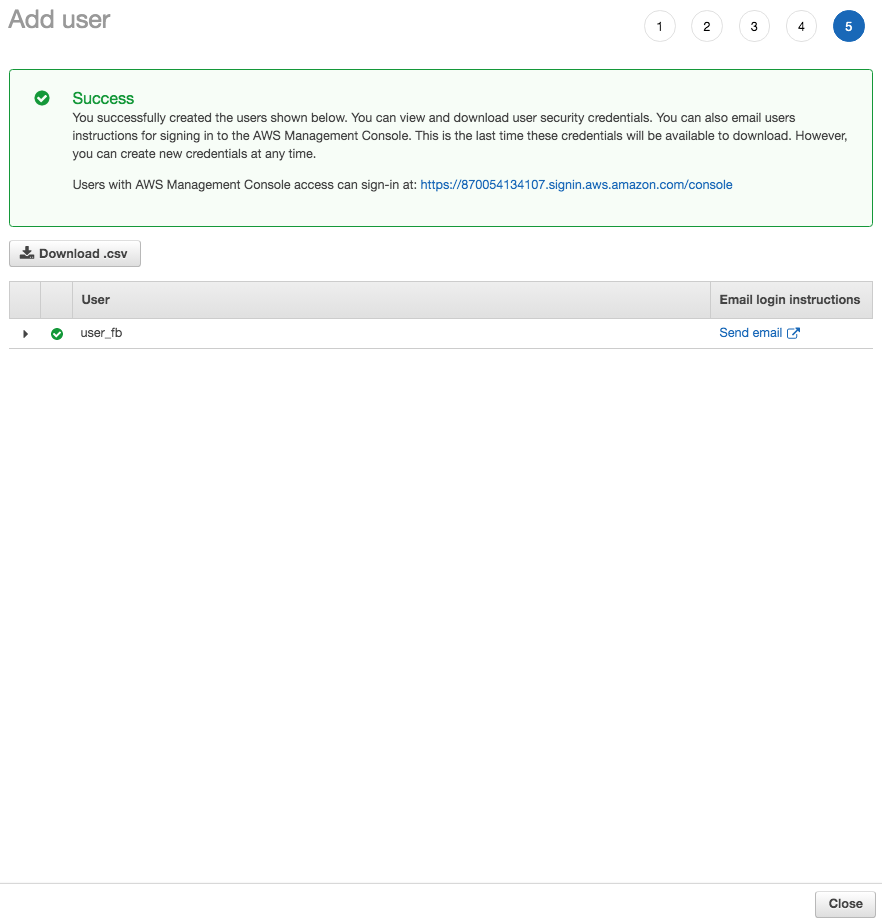 Add user
1 2 3 4 5
Success
You successfully created the users shown below. You can view and download user security credentials. You can also email users
instructions for signing in to the AWS Management Console. This is the last time these credentials will be available to download. However,
you can create new credentials at any time.
Users with AWS Management Console access can sign-in at: https://870054134107.signin.aws.amazon.com/console
Download .csv
User Email login instructions
user_fb Send email
Close